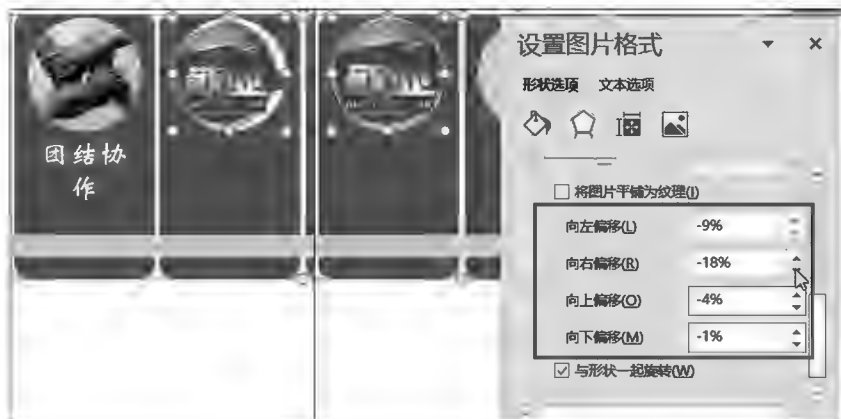 团结协
作
设置图片格式
形状选项 文本选项
将图片平铺为纹理(I)
向左偏移(L) -9%
向右偏移(R) -18%
向上偏移(O) -4%
向下偏移(M) -1%
与形状一起旋转(W)